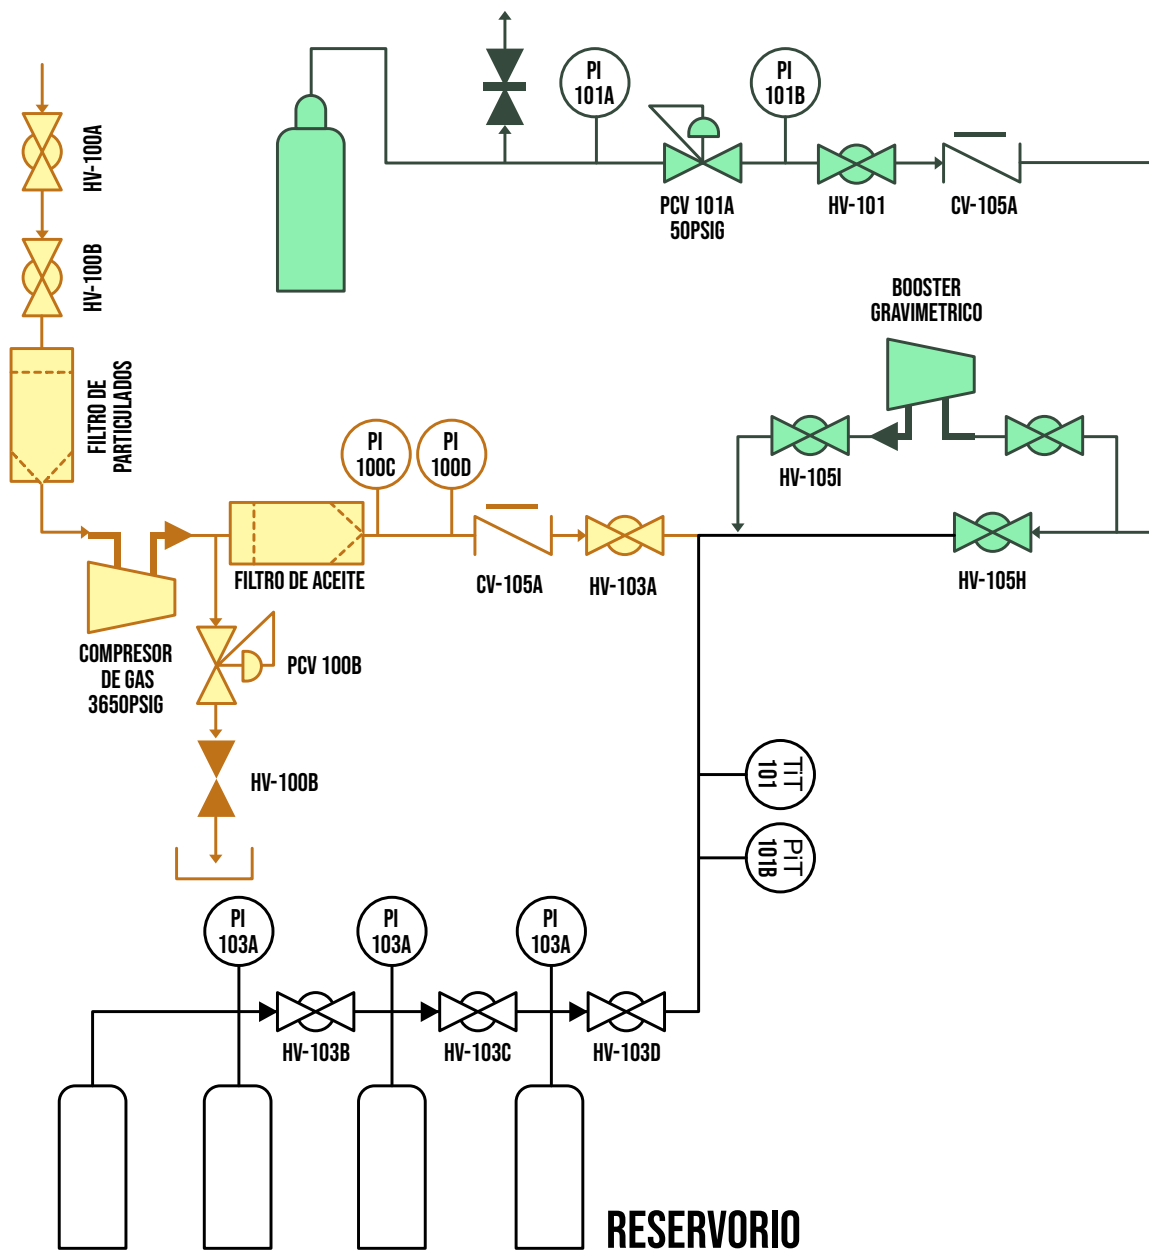 PI
101A
PI
101B
HV-100A
PCV 101A
50PSIG
HV-101
CV-105A
HV-100B
BOOSTER
GRAVIMETRICO
FILTRO DE
PARTICULADOS
PI
100C
PI
100D
HV-105I
FILTRO DE ACEITE
CV-105A
HV-103A
HV-105H
COMPRESOR
DE GAS
3650PSIG
PCV 100B
HV-100B
TiT
101
PiT
101B
PI
103A
PI
103A
PI
103A
HV-103B
HV-103C
HV-103D
RESERVORIO